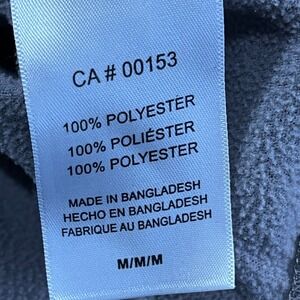 CA # 00153
100% POLYESTER
100% POLIÉSTER
100% POLYESTER
MADE IN BANGLADESH
HECHO EN BANGLADESH
FABRIQUE AU BANGLADESH
M/M/M